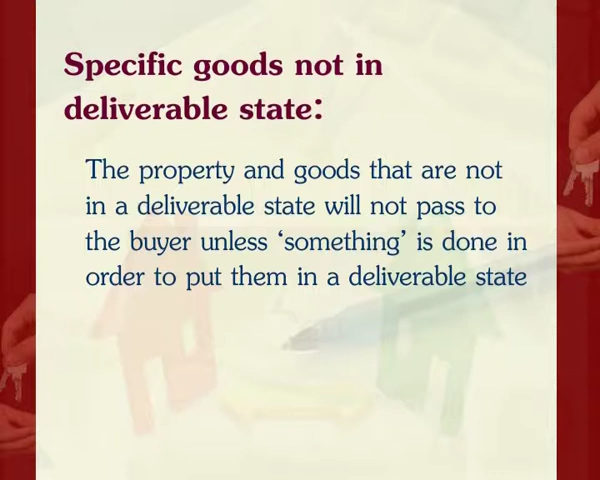 Specific goods not in
deliverable state:
The property and goods that are not
in a deliverable state will not pass to
the buyer unless ‘something’ is done in
order to put them in a deliverable state